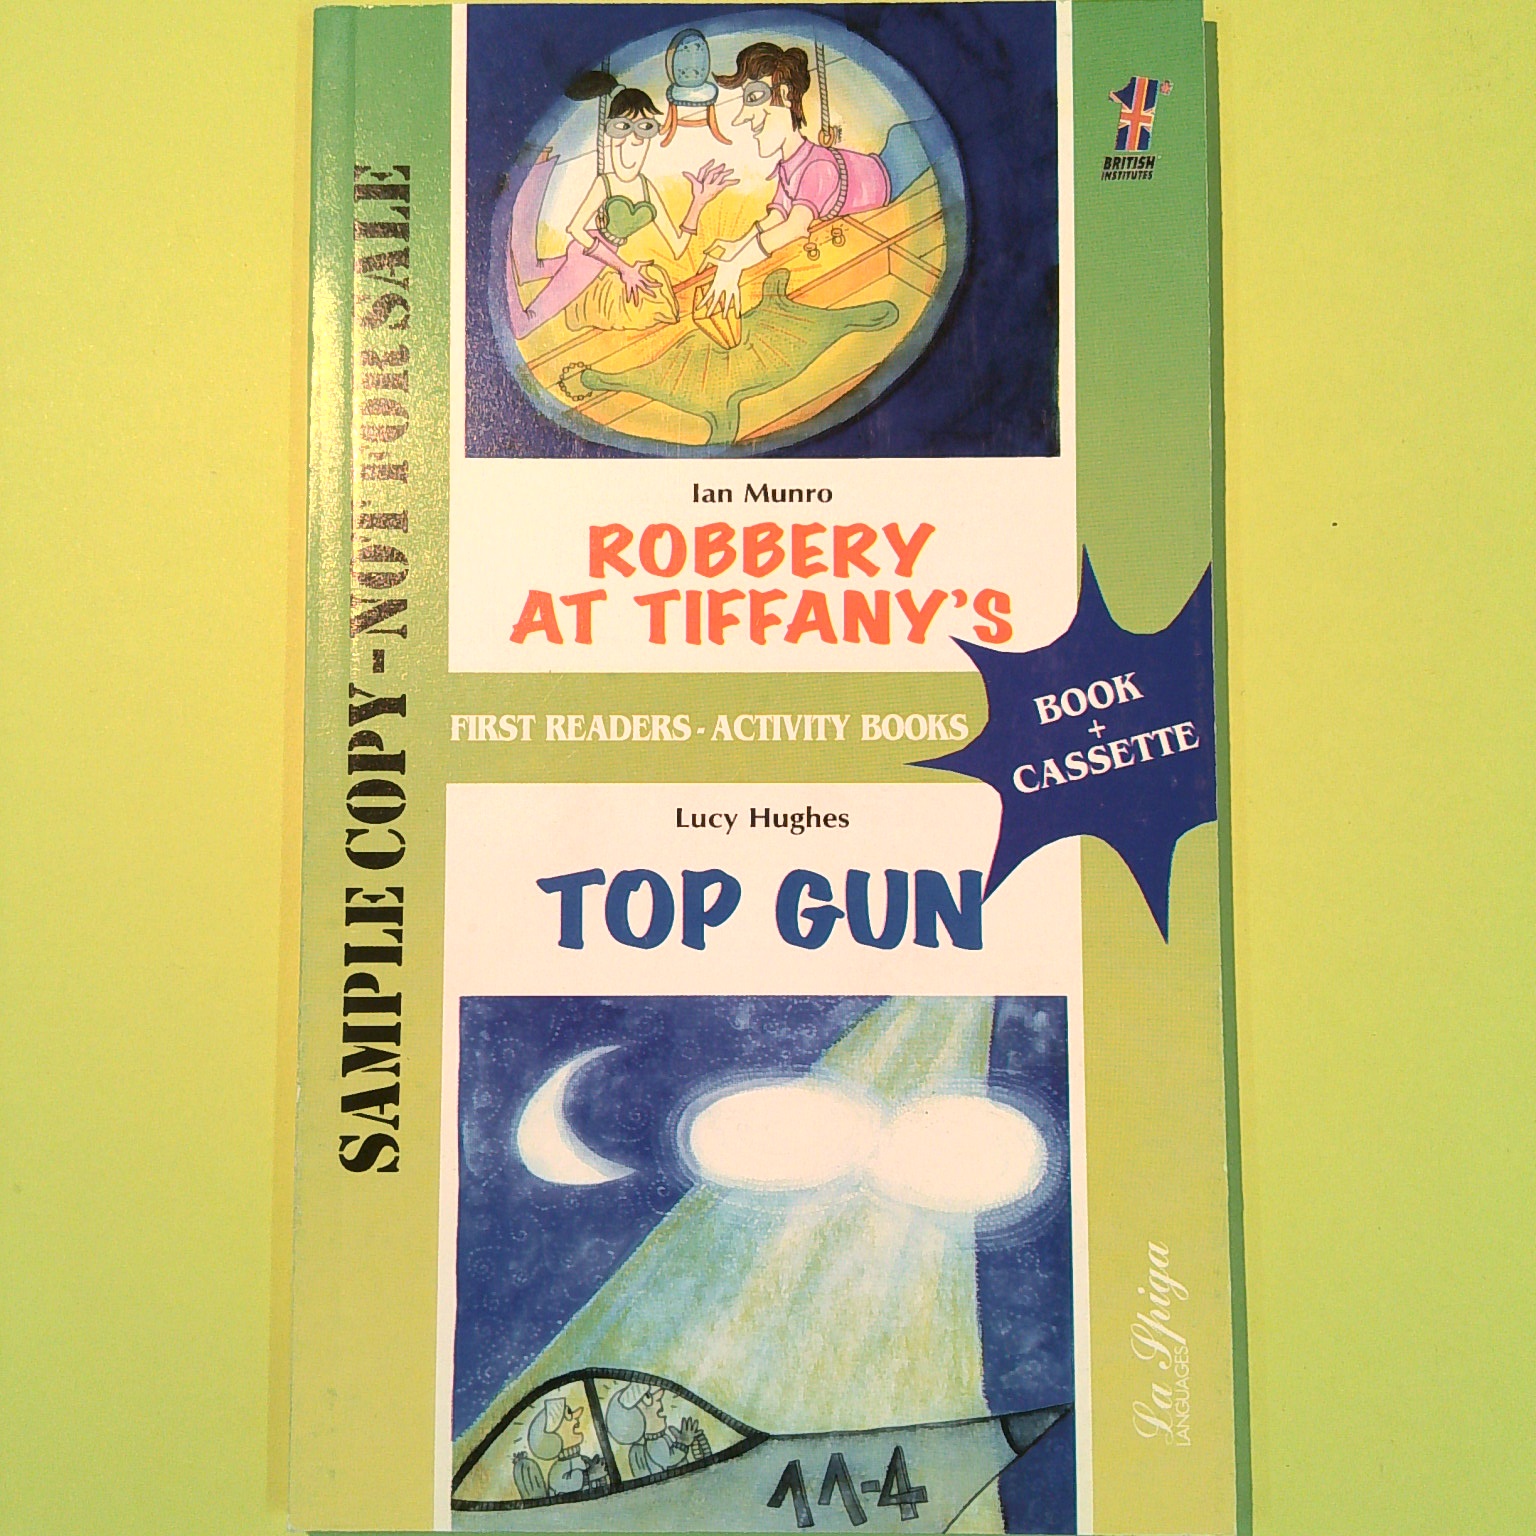 SAMPLE COPY - NOT FOR SALE
1
BRITISH
INSTITUTES
Ian Munro
ROBBERY
AT TIFFANY'S
FIRST READERS - ACTIVITY BOOKS
BOOK
+
CASSETTE
Lucy Hughes
TOP GUN
11-4
La Spiga
LANGUAGES